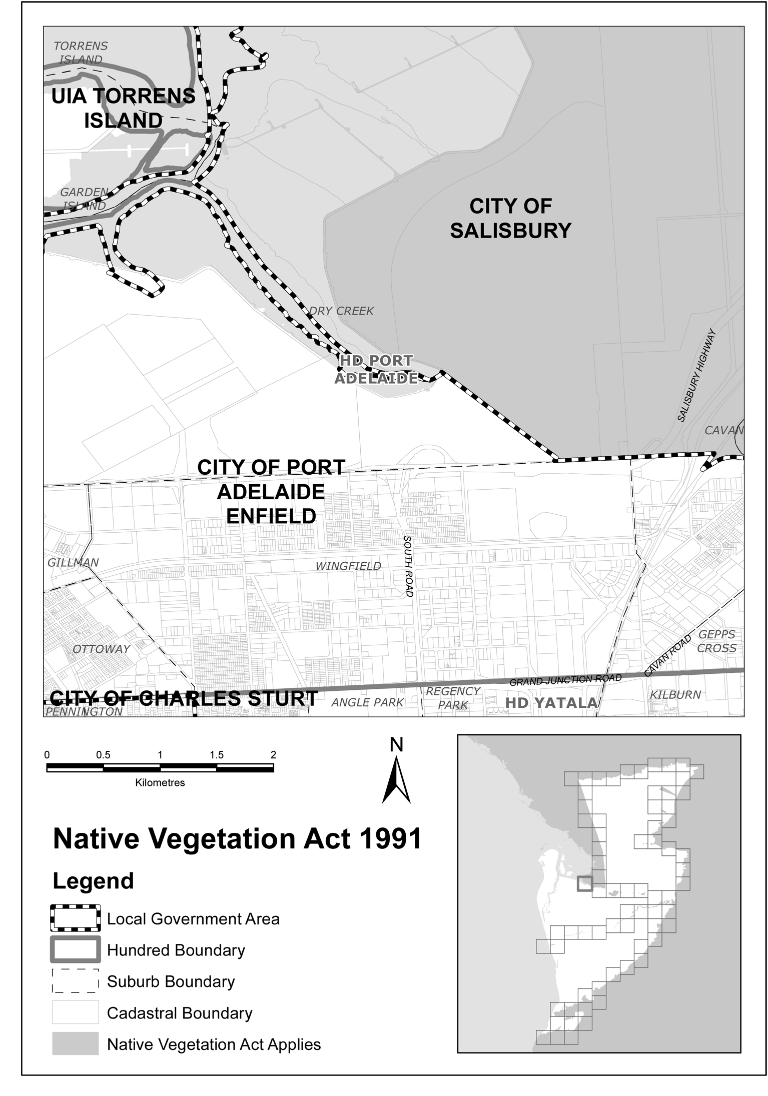 TORRENS
ISLAND
UIA TORRENS
ISLAND
GARDEN
ISLAND
CITY OF
SALISBURY
DRY CREEK
HD PORT
ADELAIDE
SALISBURY HIGHWAY
CAVAN
CITY OF PORT
ADELAIDE
ENFIELD
GILLMAN
WINGFIELD
SOUTH ROAD
OTTOWAY
CAVAN ROAD
GEPPS
CROSS
GRAND JUNCTION ROAD
CITY OF CHARLES STURT
PENNINGTON
ANGLE PARK
REGENCY
PARK
HD YATALA
KILBURN
0 0.5 1 1.5 2
Kilometres
N
Native Vegetation Act 1991
Legend
Local Government Area
Hundred Boundary
Suburb Boundary
Cadastral Boundary
Native Vegetation Act Applies